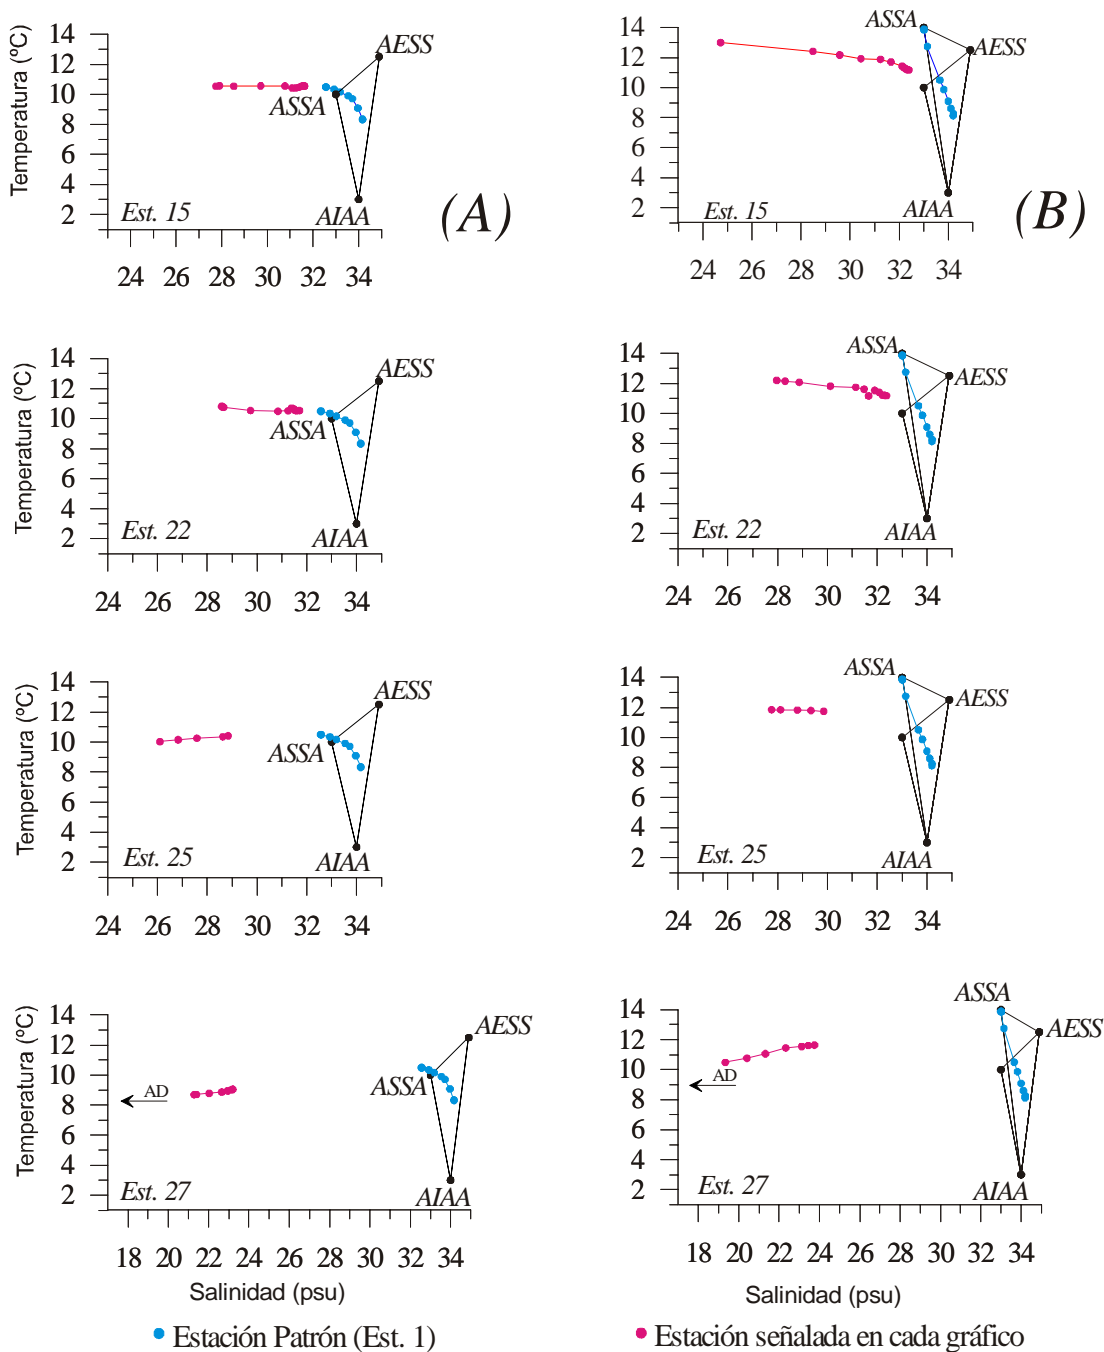 14
12
10
8
6
4
2
Temperatura (ºC)
AESS
ASSA
AIAA
Est. 15
(A)
24 26 28 30 32 34
14
12
10
8
6
4
2
ASSA
AESS
AIAA
Est. 15
(B)
24 26 28 30 32 34
14
12
10
8
6
4
2
Temperatura (ºC)
AESS
ASSA
AIAA
Est. 22
24 26 28 30 32 34
14
12
10
8
6
4
2
ASSA
AESS
AIAA
Est. 22
24 26 28 30 32 34
14
12
10
8
6
4
2
Temperatura (ºC)
AESS
ASSA
AIAA
Est. 25
24 26 28 30 32 34
14
12
10
8
6
4
2
ASSA
AESS
AIAA
Est. 25
24 26 28 30 32 34
14
12
10
8
6
4
2
Temperatura (ºC)
AESS
ASSA
AD
AIAA
Est. 27
18 20 22 24 26 28 30 32 34
Salinidad (psu)
14
12
10
8
6
4
2
ASSA
AESS
AD
AIAA
Est. 27
18 20 22 24 26 28 30 32 34
Salinidad (psu)
Estación Patrón (Est. 1)
Estación señalada en cada gráfico